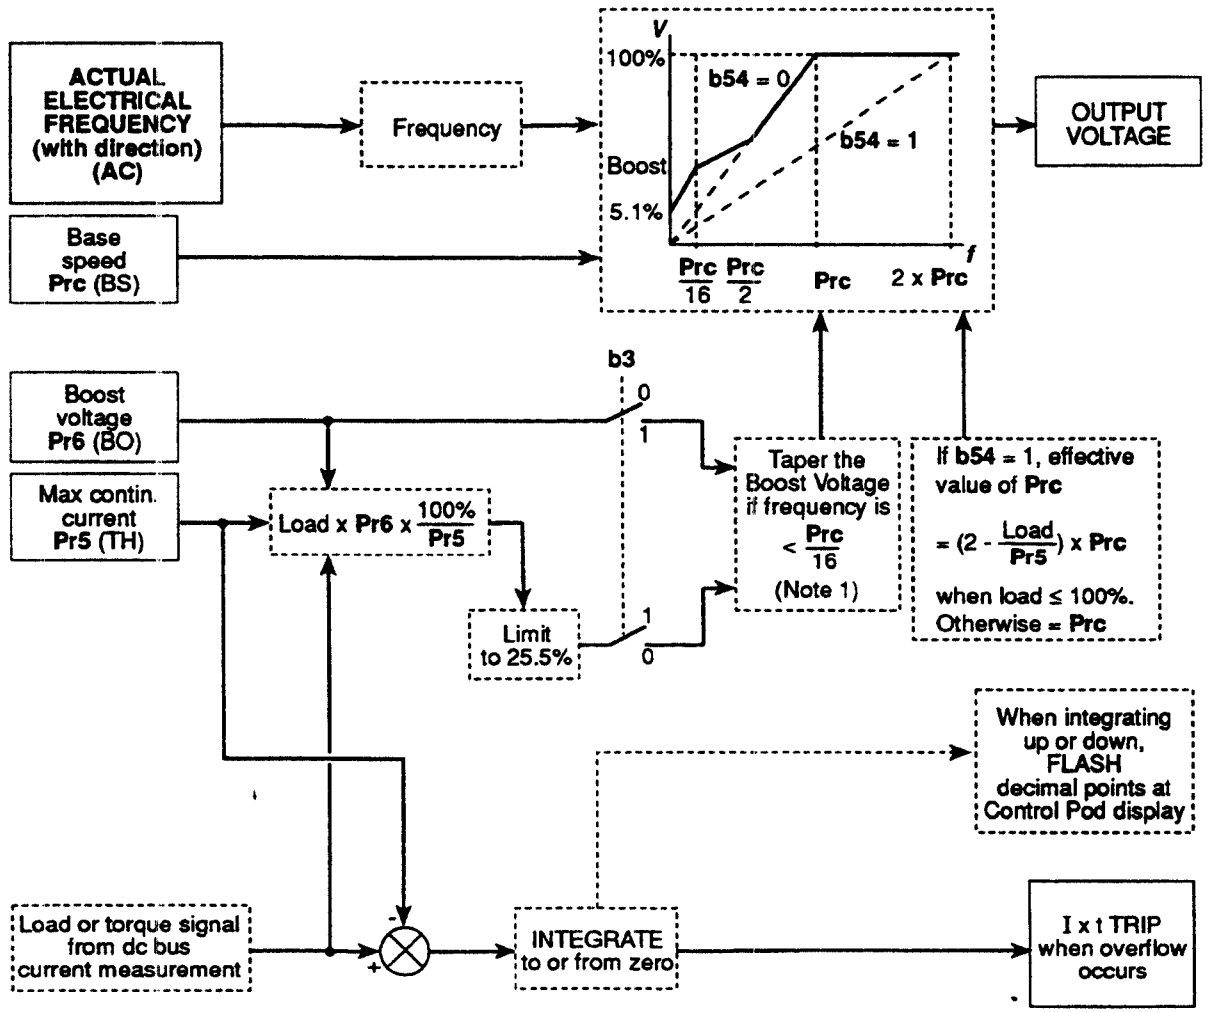 ACTUAL
ELECTRICAL
FREQUENCY
(with direction)
(AC)
Frequency
V
100%
b54 = 0
b54 = 1
Boost
5.1%
f
Prc
16
Prc
2
Prc
2 x Prc
OUTPUT
VOLTAGE
Base
speed
Prc (BS)
b3
0
1
Boost
voltage
Pr6 (BO)
Max contin.
current
Pr5 (TH)
Load x Pr6 x 100%
Pr5
Limit
to 25.5%
1
0
Taper the
Boost Voltage
if frequency is
< Prc
16
(Note 1)
If b54 = 1, effective
value of Prc
= (2 - Load
Pr5
) x Prc
when load ≤ 100%.
Otherwise = Prc
When integrating
up or down,
FLASH
decimal points at
Control Pod display
Load or torque signal
from dc bus
current measurement
-
+
INTEGRATE
to or from zero
I x t TRIP
when overflow
occurs